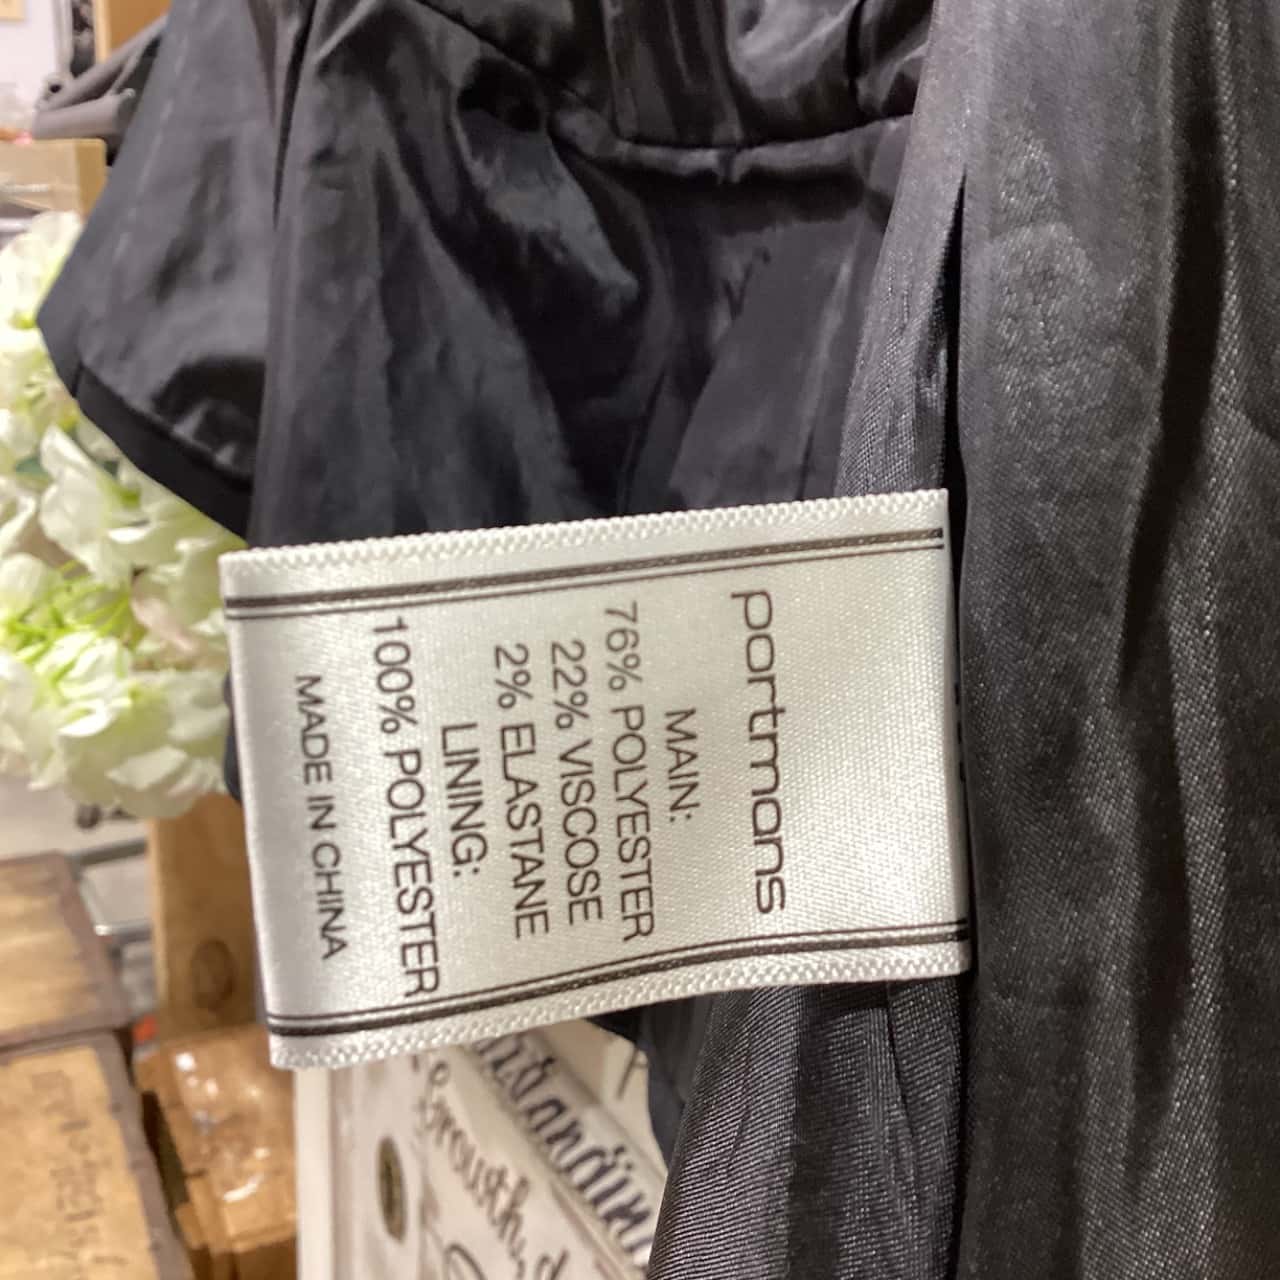 portmans
MAIN:
76% POLYESTER
22% VISCOSE
2% ELASTANE
LINING:
100% POLYESTER
MADE IN CHINA